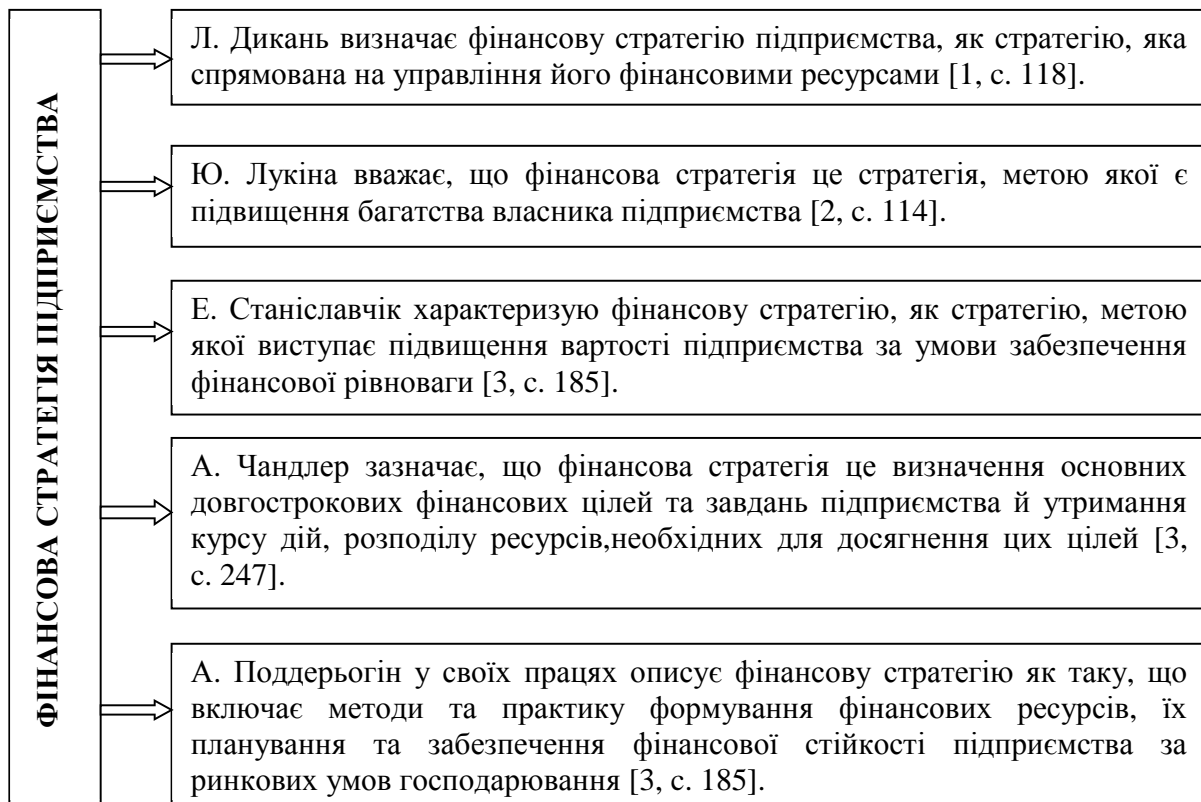 ФІНАНСОВА СТРАТЕГІЯ ПІДПРИЄМСТВА
Л. Дикань визначає фінансову стратегію підприємства, як стратегію, яка
спрямована на управління його фінансовими ресурсами [1, с. 118].
Ю. Лукіна вважає, що фінансова стратегія це стратегія, метою якої є
підвищення багатства власника підприємства [2, с. 114].
Е. Станіславчік характеризую фінансову стратегію, як стратегію, метою
якої виступає підвищення вартості підприємства за умови забезпечення
фінансової рівноваги [3, с. 185].
А. Чандлер зазначає, що фінансова стратегія це визначення основних
довгострокових фінансових цілей та завдань підприємства й утримання
курсу дій, розподілу ресурсів,необхідних для досягнення цих цілей [3,
с. 247].
А. Поддерьогін у своїх працях описує фінансову стратегію як таку, що
включає методи та практику формування фінансових ресурсів, їх
планування та забезпечення фінансової стійкості підприємства за
ринкових умов господарювання [3, с. 185].